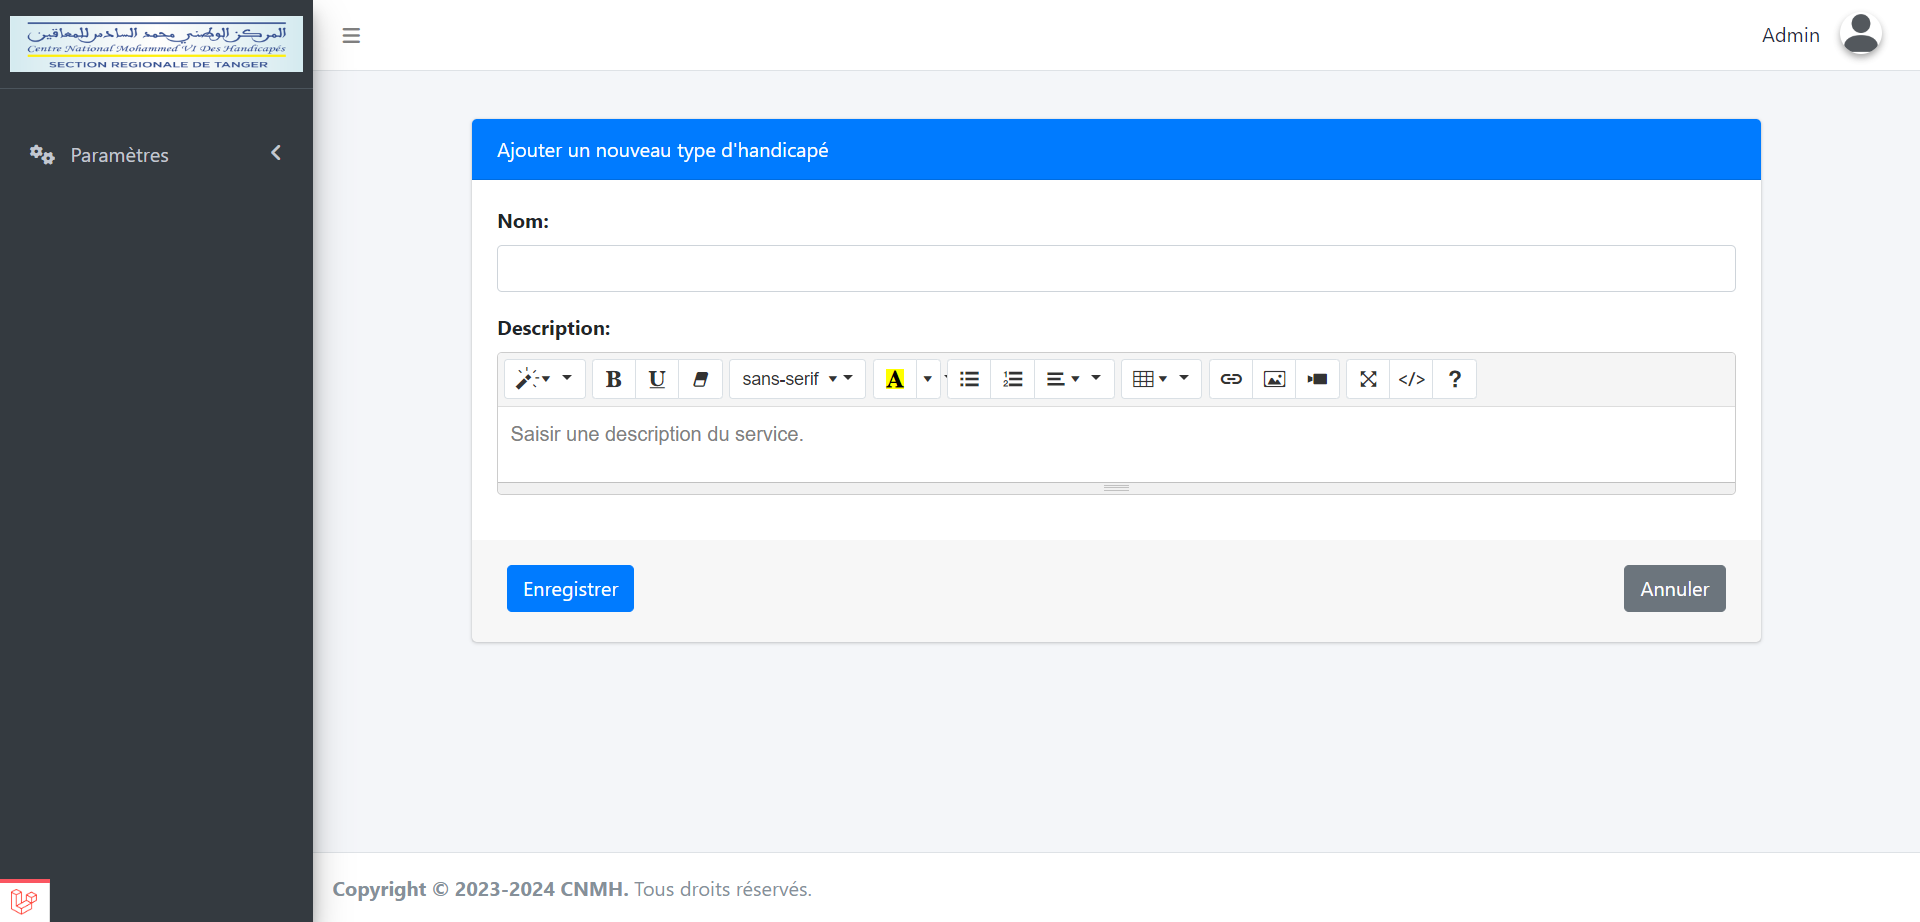 المركز الوطني محمد السادس للمعاقين
Centre National Mohammed VI Des Handicapés
SECTION REGIONALE DE TANGER
Admin
Paramètres
Ajouter un nouveau type d'handicapé
Nom:
Description:
B U sans-serif A </> ?
Saisir une description du service.
Enregistrer
Annuler
Copyright © 2023-2024 CNMH. Tous droits réservés.